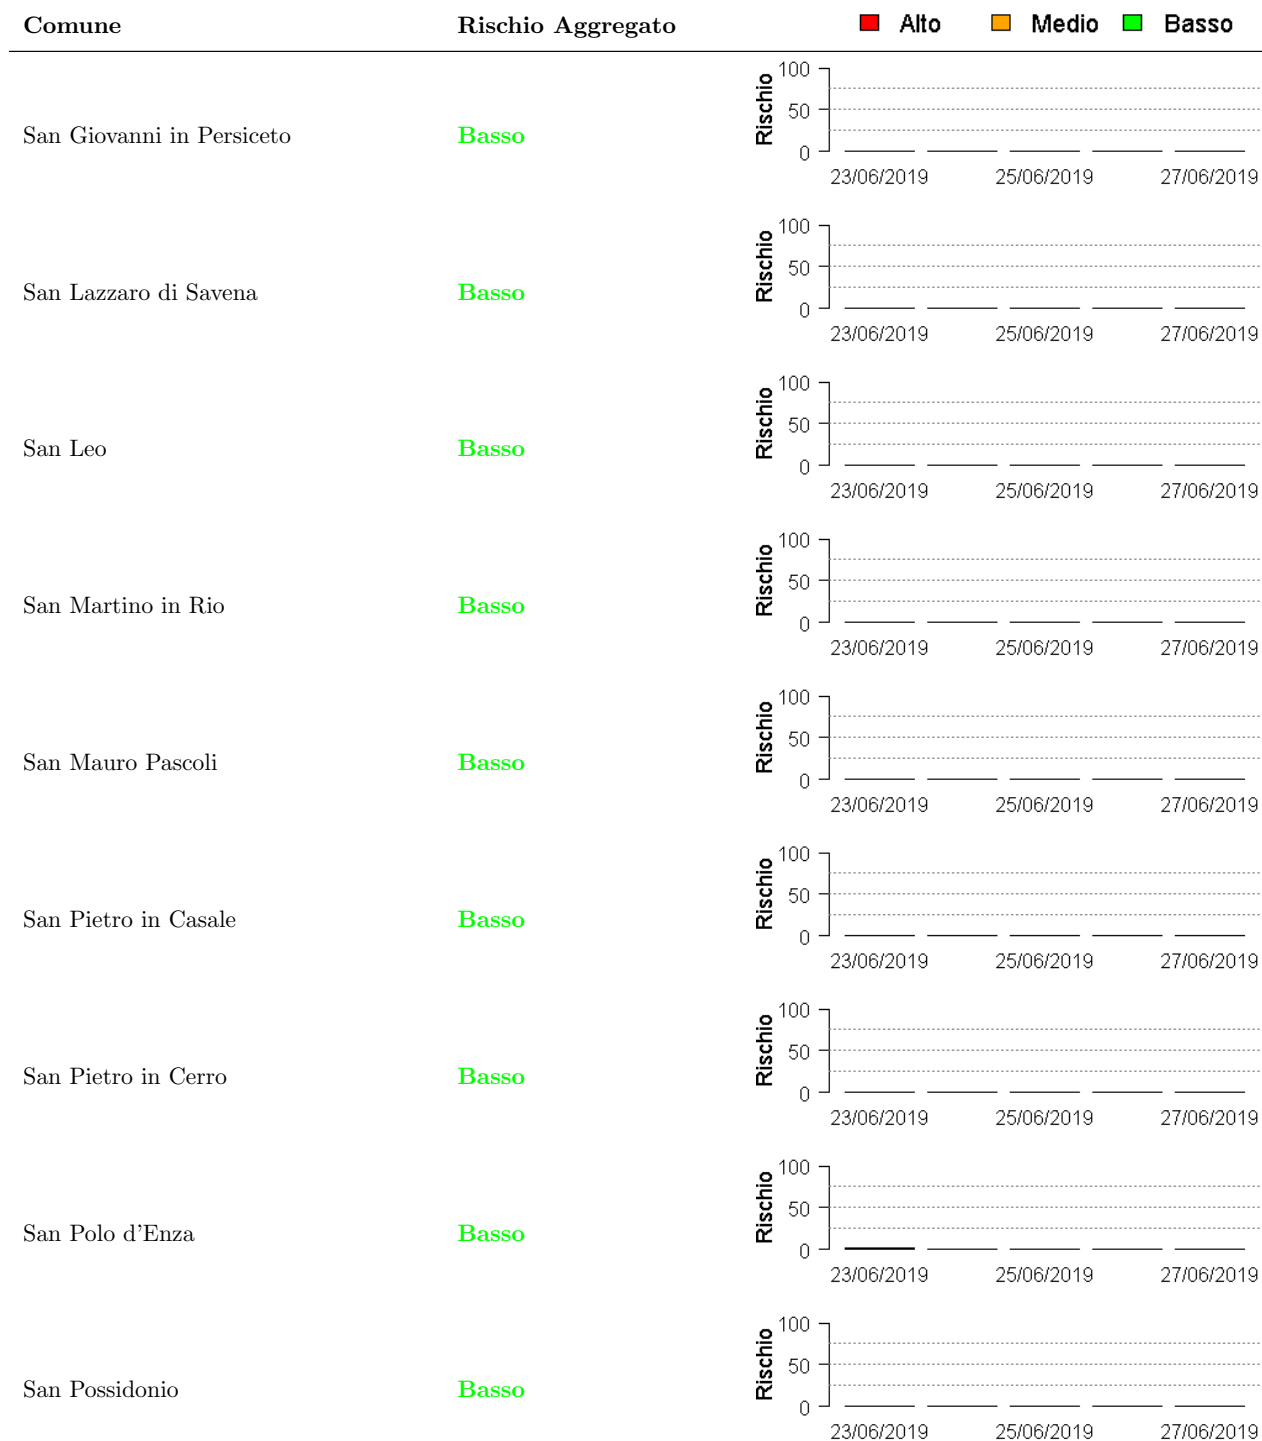 Comune Rischio Aggregato Alto Medio Basso
San Giovanni in Persiceto Basso Rischio 100 50 0
23/06/2019 25/06/2019 27/06/2019
San Lazzaro di Savena Basso Rischio 100 50 0
23/06/2019 25/06/2019 27/06/2019
San Leo Basso Rischio 100 50 0
23/06/2019 25/06/2019 27/06/2019
San Martino in Rio Basso Rischio 100 50 0
23/06/2019 25/06/2019 27/06/2019
San Mauro Pascoli Basso Rischio 100 50 0
23/06/2019 25/06/2019 27/06/2019
San Pietro in Casale Basso Rischio 100 50 0
23/06/2019 25/06/2019 27/06/2019
San Pietro in Cerro Basso Rischio 100 50 0
23/06/2019 25/06/2019 27/06/2019
San Polo d'Enza Basso Rischio 100 50 0
23/06/2019 25/06/2019 27/06/2019
San Possidonio Basso Rischio 100 50 0
23/06/2019 25/06/2019 27/06/2019